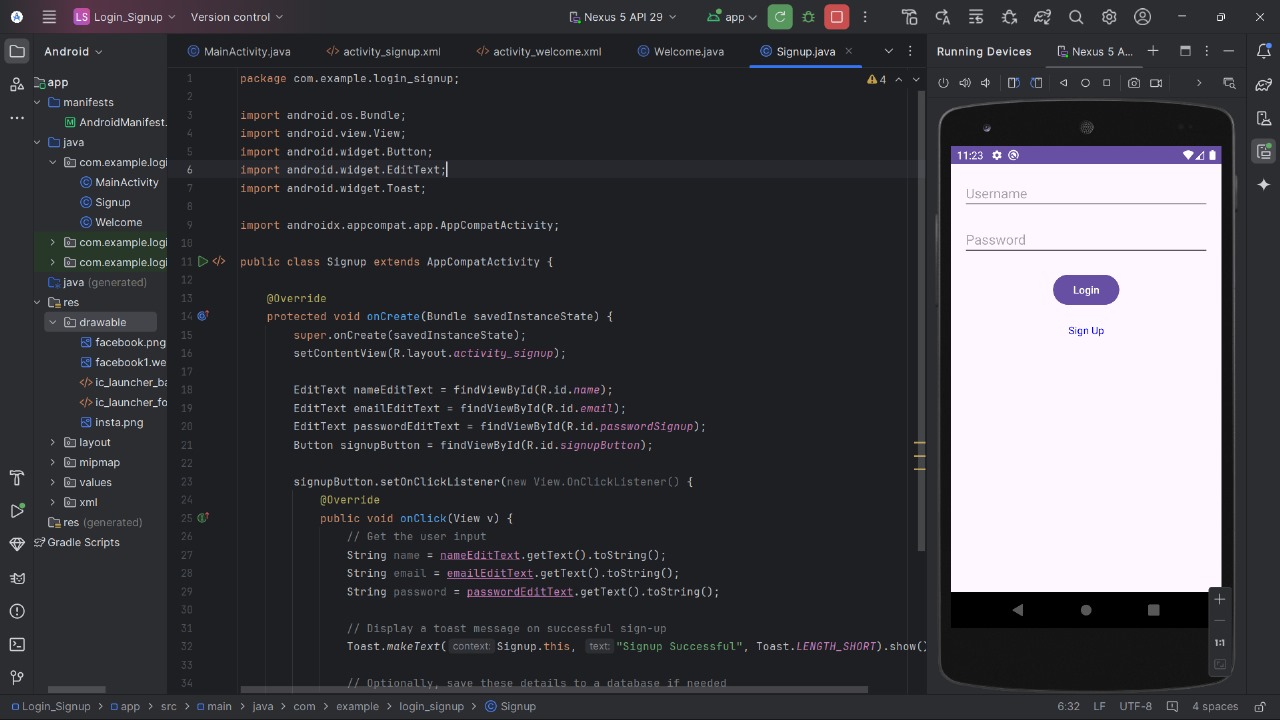 LS Login_Signup Version control Nexus 5 API 29 app
Android
MainActivity.java activity_signup.xml activity_welcome.xml Welcome.java Signup.java
Running Devices Nexus 5 A...
app
manifests
AndroidManifest.
java
com.example.logi
MainActivity
Signup
Welcome
com.example.logi
com.example.logi
java (generated)
res
drawable
facebook.png
facebook1.we
ic_launcher_ba
ic_launcher_fo
insta.png
layout
mipmap
values
xml
res (generated)
Gradle Scripts
4
1 package com.example.login_signup;
2
3 import android.os.Bundle;
4 import android.view.View;
5 import android.widget.Button;
6 import android.widget.EditText;
7 import android.widget.Toast;
8
9 import androidx.appcompat.app.AppCompatActivity;
10
11 public class Signup extends AppCompatActivity {
12
13 @Override
14 protected void onCreate(Bundle savedInstanceState) {
15 super.onCreate(savedInstanceState);
16 setContentView(R.layout.activity_signup);
17
18 EditText nameEditText = findViewById(R.id.name);
19 EditText emailEditText = findViewById(R.id.email);
20 EditText passwordEditText = findViewById(R.id.passwordSignup);
21 Button signupButton = findViewById(R.id.signupButton);
22
23 signupButton.setOnClickListener(new View.OnClickListener() {
24 @Override
25 public void onClick(View v) {
26 // Get the user input
27 String name = nameEditText.getText().toString();
28 String email = emailEditText.getText().toString();
29 String password = passwordEditText.getText().toString();
30
31 // Display a toast message on successful sign-up
32 Toast.makeText( context: Signup.this, text: "Signup Successful", Toast.LENGTH_SHORT).show()
33
34 // Optionally, save these details to a database if needed
11:23
Username
Password
Login
Sign Up
1:1
Login_Signup > app > src > main > java > com > example > login_signup > Signup
6:32 LF UTF-8 4 spaces